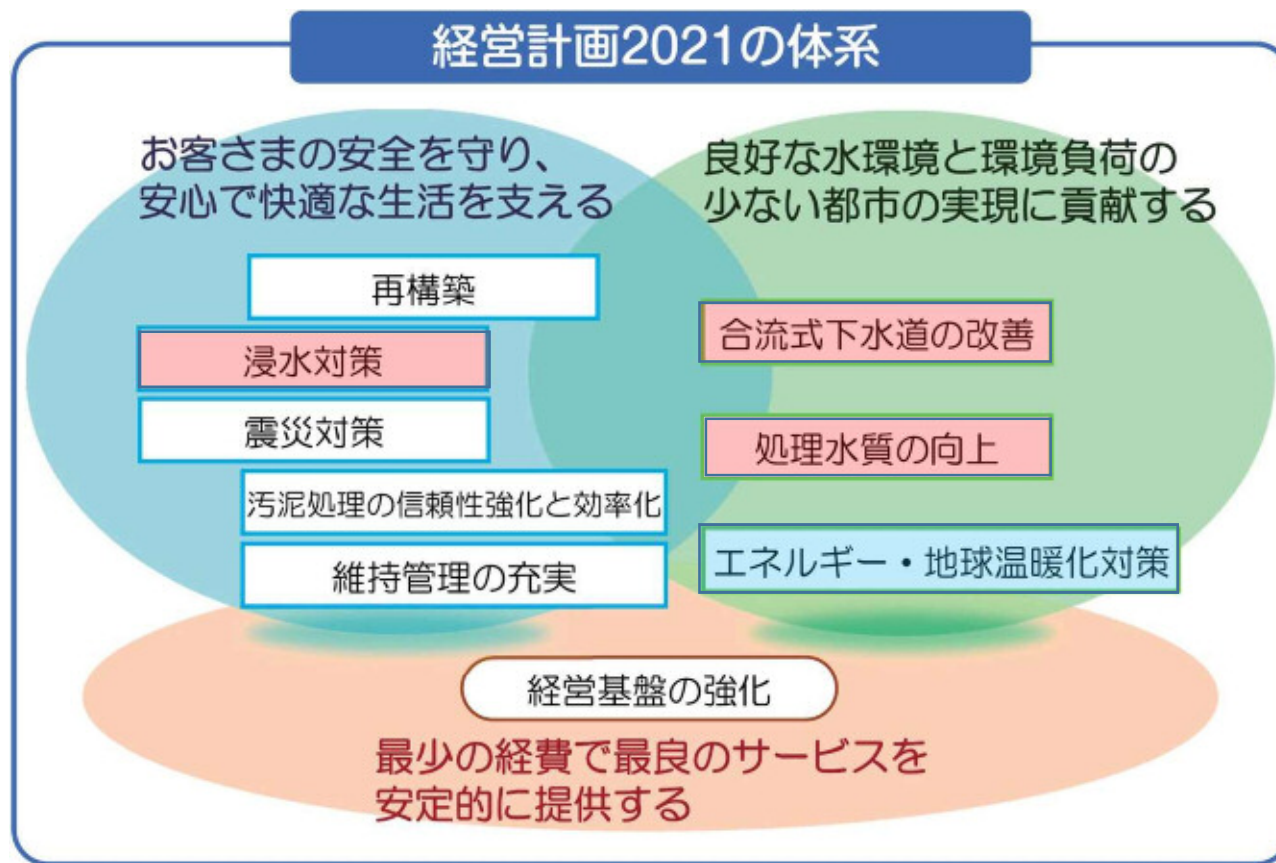 経営計画2021の体系
お客さまの安全を守り、
安心で快適な生活を支える
再構築
浸水対策
震災対策
汚泥処理の信頼性強化と効率化
維持管理の充実
良好な水環境と環境負荷の
少ない都市の実現に貢献する
合流式下水道の改善
処理水質の向上
エネルギー・地球温暖化対策
経営基盤の強化
最少の経費で最良のサービスを
安定的に提供する